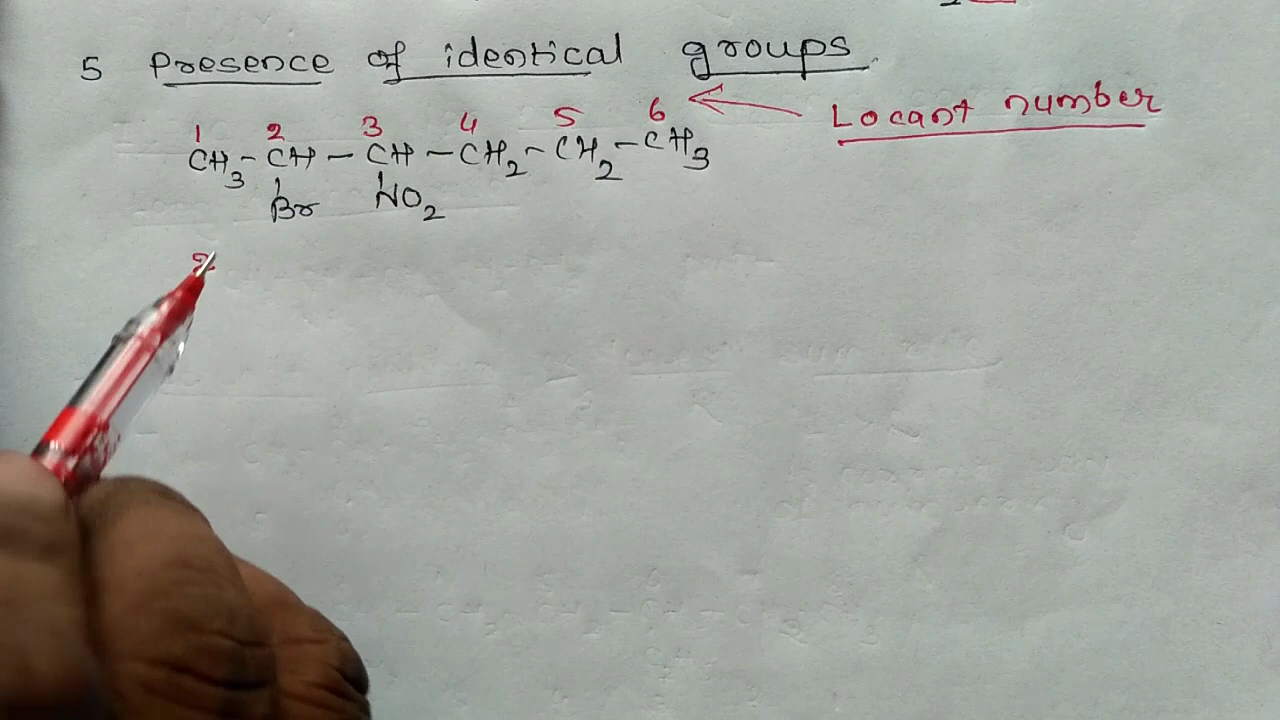 5 Presence of identical groups.
Locant number
1 2 3 4 5 6
CH3 - CH - CH - CH2 - CH2 - CH3
Br NO2
2